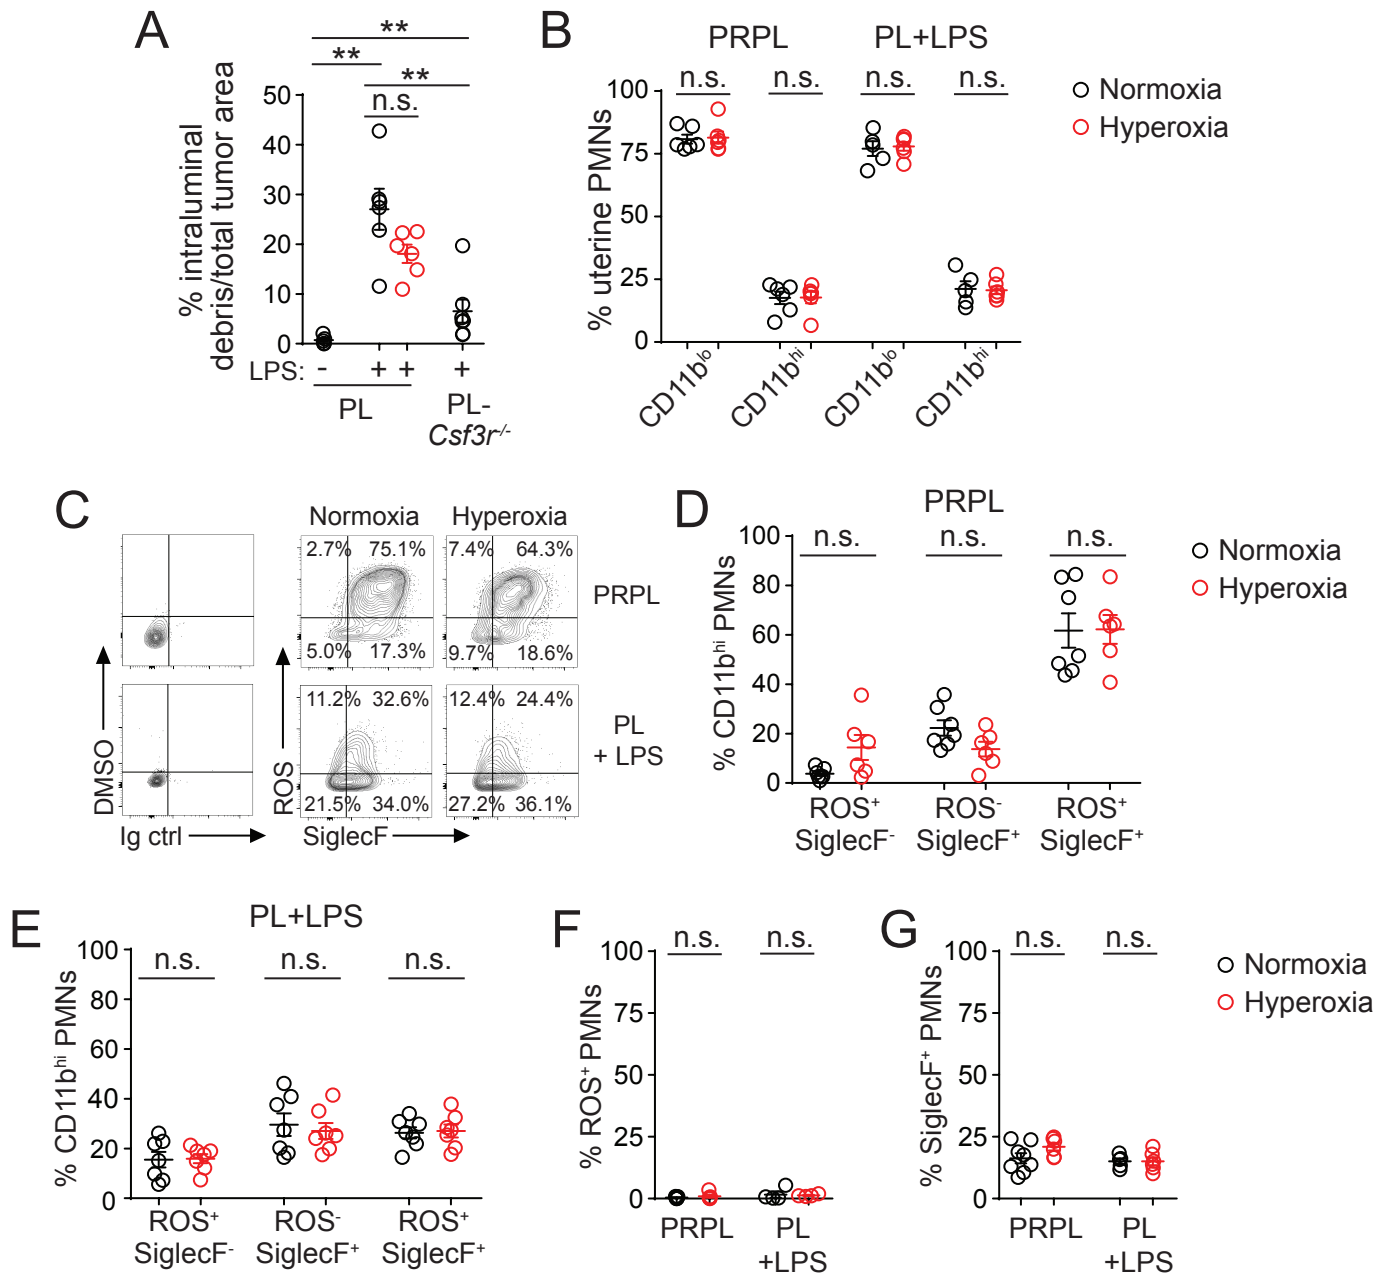 A
**
**
**
n.s.
% intraluminal
debris/total tumor area
50
40
30
20
10
0
LPS: - + + +
PL
PL-
Csf3r-/-
B
PRPL PL+LPS
n.s. n.s. n.s. n.s.
% uterine PMNs
100
75
50
25
0
CD11blo CD11bhi CD11blo CD11bhi
Normoxia
Hyperoxia
C
Normoxia Hyperoxia
2.7% 75.1% 7.4% 64.3%
PRPL
5.0% 17.3% 9.7% 18.6%
11.2% 32.6% 12.4% 24.4%
PL
+ LPS
21.5% 34.0% 27.2% 36.1%
DMSO
ROS
Ig ctrl
SiglecF
D
PRPL
n.s. n.s. n.s.
% CD11bhi PMNs
100
80
60
40
20
0
ROS+ ROS- ROS+
SiglecF- SiglecF+ SiglecF+
Normoxia
Hyperoxia
E
PL+LPS
n.s. n.s. n.s.
% CD11bhi PMNs
100
80
60
40
20
0
ROS+ ROS- ROS+
SiglecF- SiglecF+ SiglecF+
F
n.s. n.s.
% ROS+ PMNs
100
75
50
25
0
PRPL PL
+LPS
G
n.s. n.s.
% SiglecF+ PMNs
100
75
50
25
0
PRPL PL
+LPS
Normoxia
Hyperoxia